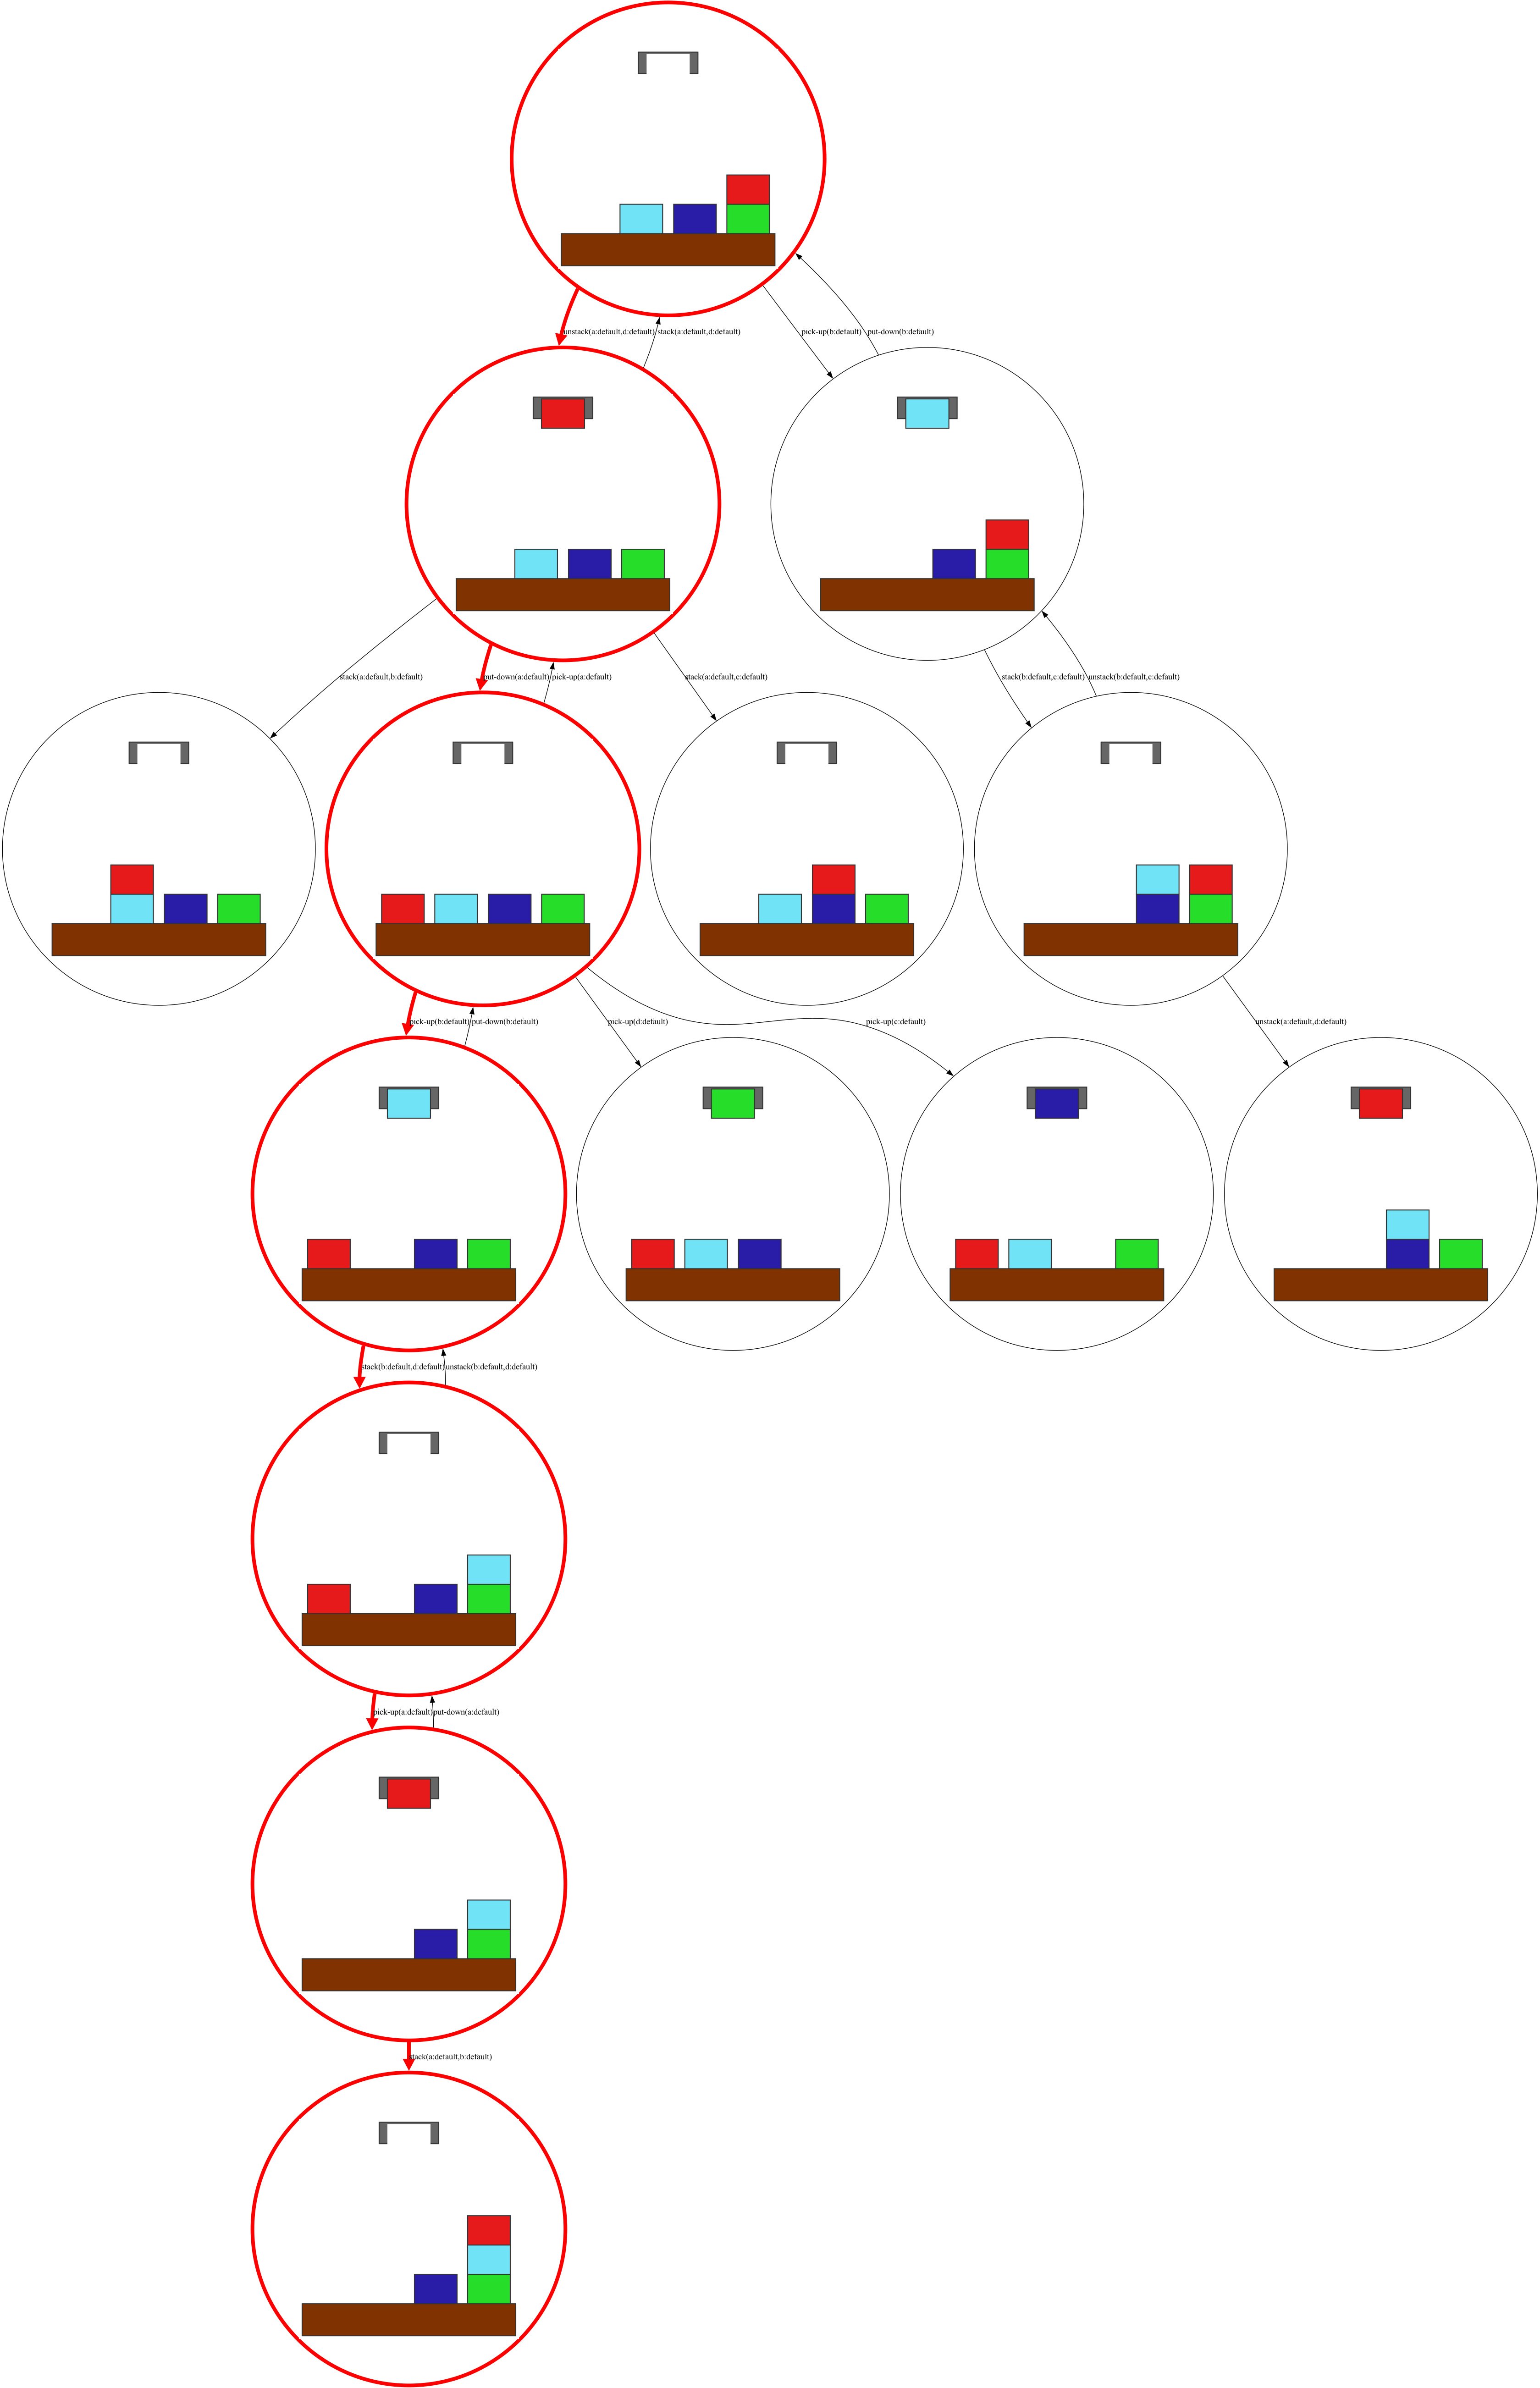 unstack(a:default,d:default)
stack(a:default,d:default)
pick-up(b:default)
put-down(b:default)
stack(a:default,b:default)
put-down(a:default)
pick-up(a:default)
stack(a:default,c:default)
stack(b:default,c:default)
unstack(b:default,c:default)
pick-up(b:default)
put-down(b:default)
pick-up(d:default)
pick-up(c:default)
unstack(a:default,d:default)
stack(b:default,d:default)
unstack(b:default,d:default)
pick-up(a:default)
put-down(a:default)
stack(a:default,b:default)